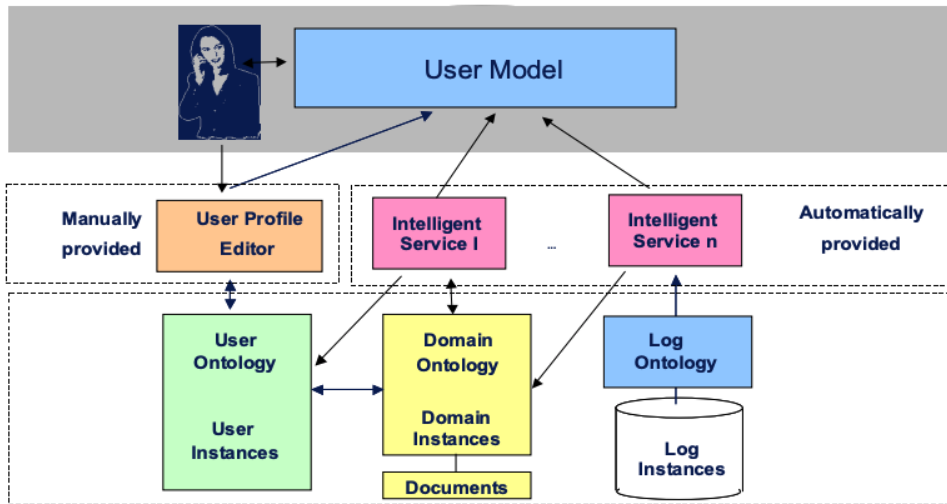 User Model
Manually
provided
User Profile
Editor
Intelligent
Service I
...
Intelligent
Service n
Automatically
provided
User
Ontology
User
Instances
Domain
Ontology
Domain
Instances
Documents
Log
Ontology
Log
Instances